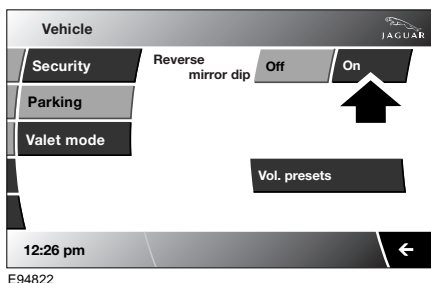 Vehicle
JAGUAR
Security
Reverse
mirror dip
Off
On
Parking
Valet mode
Vol. presets
12:26 pm
E94822